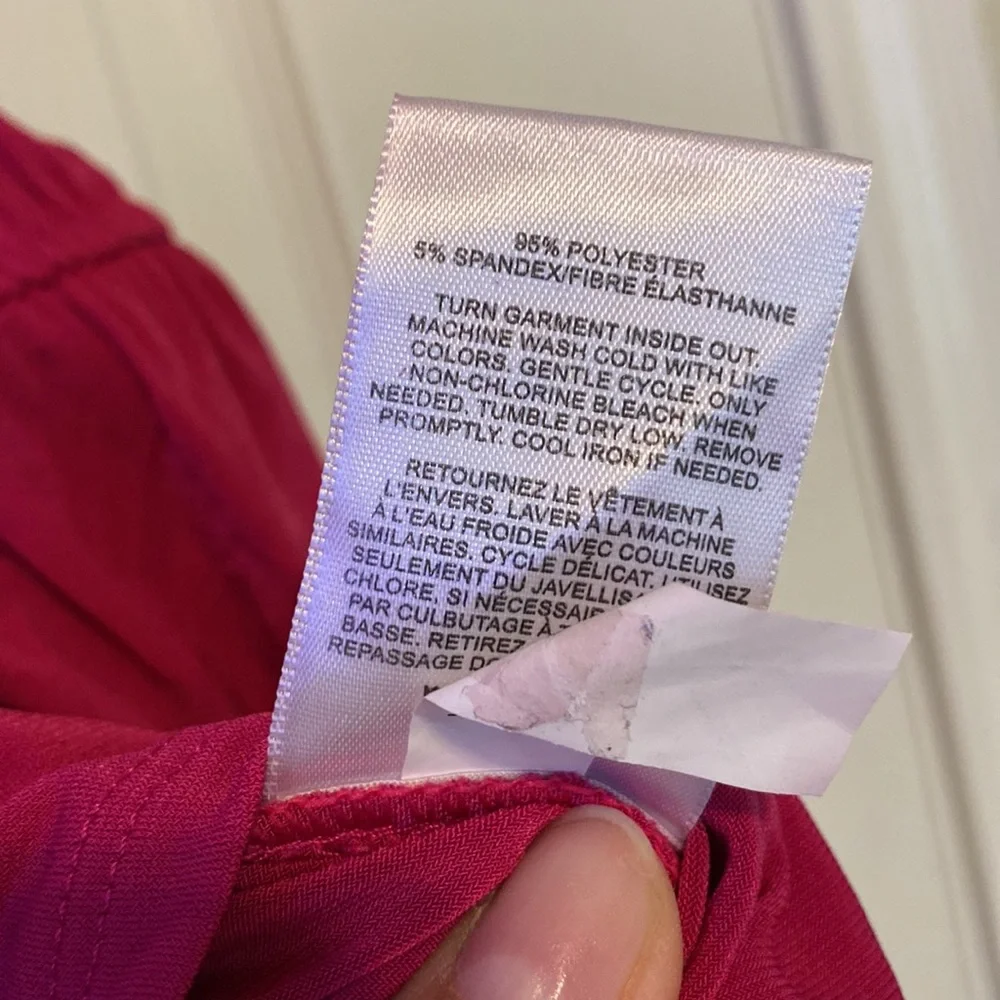 95% POLYESTER
5% SPANDEX/FIBRE ÉLASTHANNE
TURN GARMENT INSIDE OUT.
MACHINE WASH COLD WITH LIKE
COLORS. GENTLE CYCLE. ONLY
NON-CHLORINE BLEACH WHEN
NEEDED. TUMBLE DRY LOW. REMOVE
PROMPTLY. COOL IRON IF NEEDED.
RETOURNEZ LE VÊTEMENT À
L'ENVERS. LAVER À LA MACHINE
À L'EAU FROIDE AVEC COULEURS
SIMILAIRES. CYCLE DÉLICAT. UTILISEZ
SEULEMENT DU
CHLORE, SI
PAR CULBUTAGE À
BASSE. RETIREZ
REPASSAGE